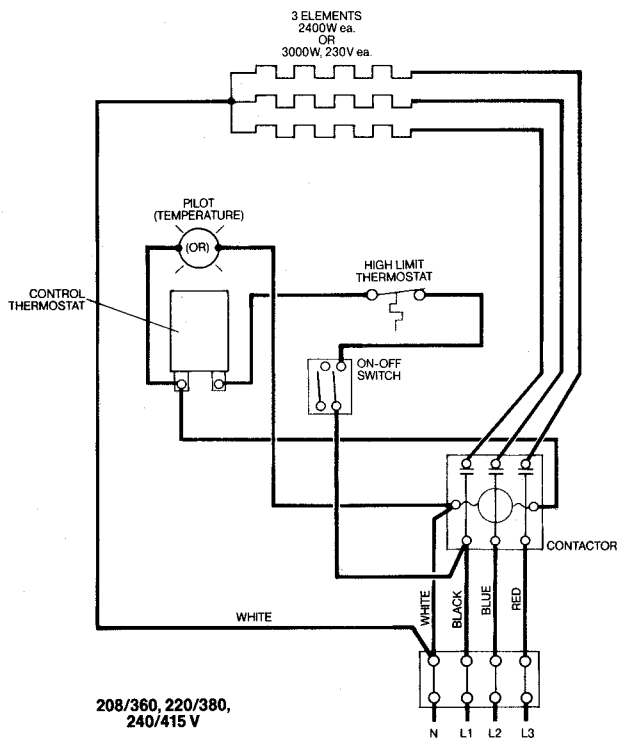 3 ELEMENTS
2400W ea.
OR
3000W, 230V ea.
PILOT
(TEMPERATURE)
(OR)
HIGH LIMIT
THERMOSTAT
CONTROL
THERMOSTAT
ON-OFF
SWITCH
CONTACTOR
WHITE
WHITE
BLACK
BLUE
RED
208/360, 220/380,
240/415 V
N L1 L2 L3